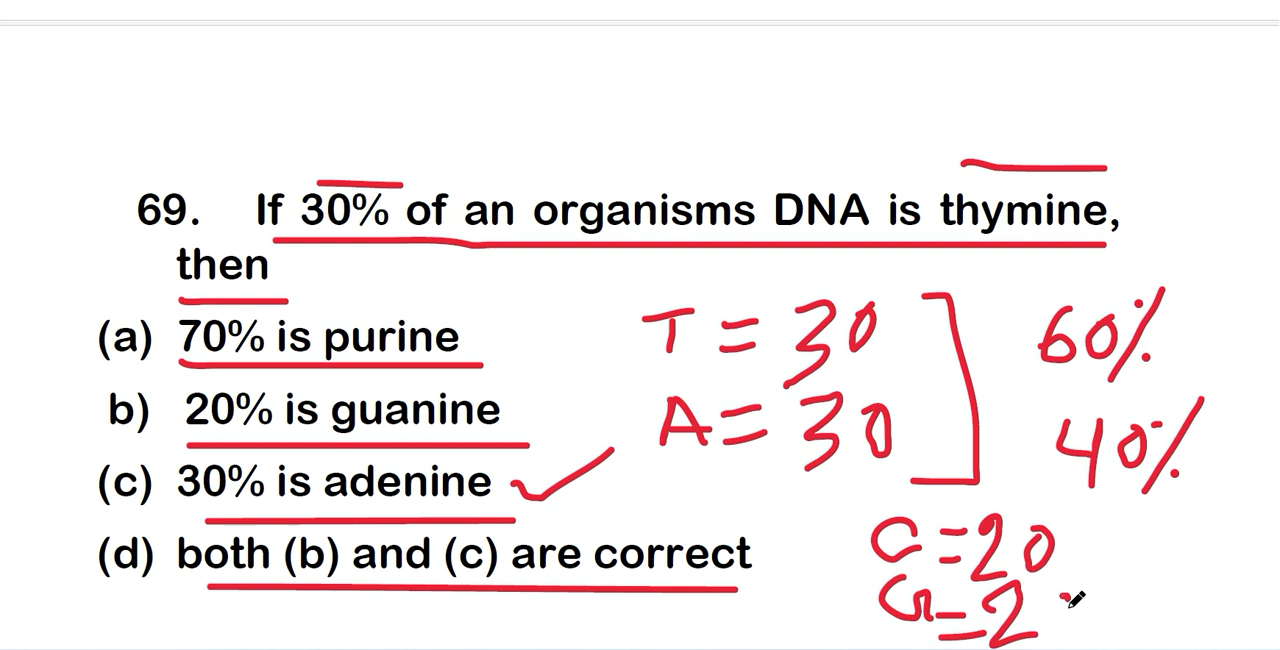 69. If 30% of an organisms DNA is thymine,
then
(a) 70% is purine
b) 20% is guanine
(c) 30% is adenine
(d) both (b) and (c) are correct
T = 30
A = 30
60%
40%
C = 20
G = 2